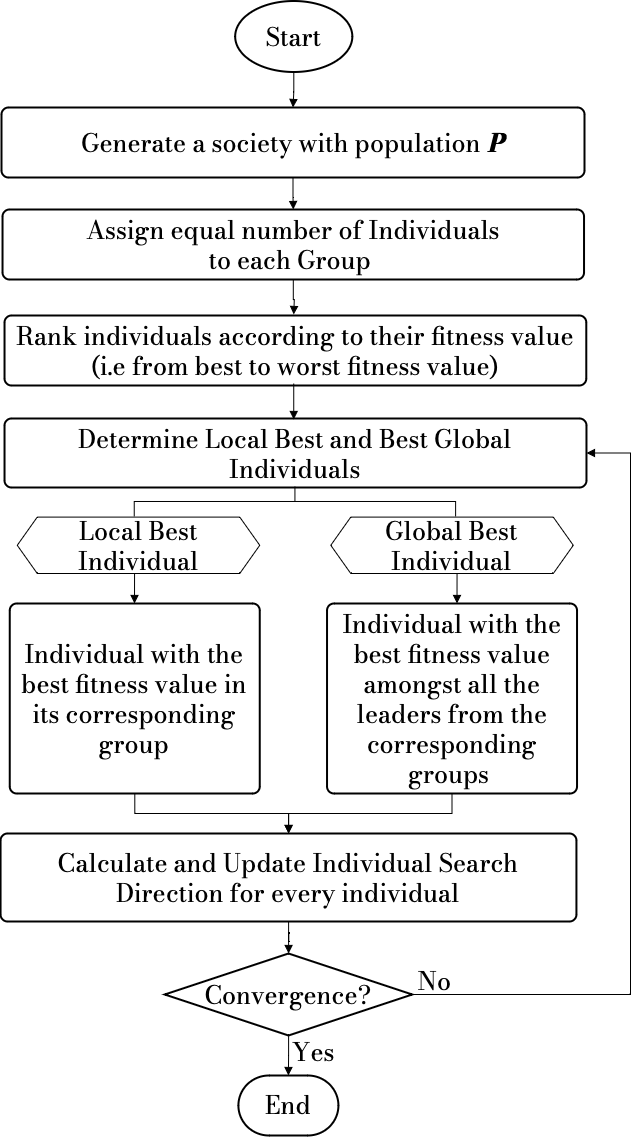 Start
Generate a society with population P
Assign equal number of Individuals
to each Group
Rank individuals according to their fitness value
(i.e from best to worst fitness value)
Determine Local Best and Best Global
Individuals
Local Best
Individual
Global Best
Individual
Individual with the
best fitness value in
its corresponding
group
Individual with the
best fitness value
amongst all the
leaders from the
corresponding
groups
Calculate and Update Individual Search
Direction for every individual
Convergence?
No
Yes
End